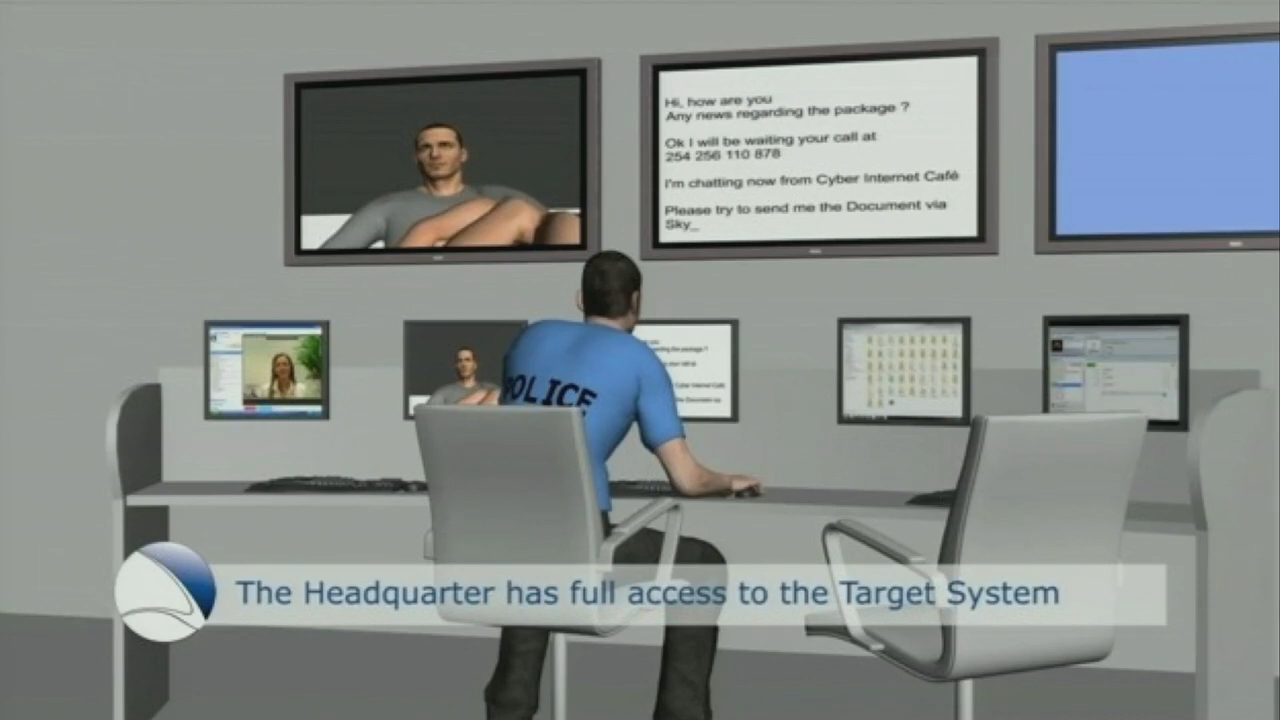 Hi, how are you
Any news regarding the package ?
Ok I will be waiting your call at
254 256 110 878
I'm chatting now from Cyber Internet Café
Please try to send me the Document via
Sky_
POLICE
The Headquarter has full access to the Target System